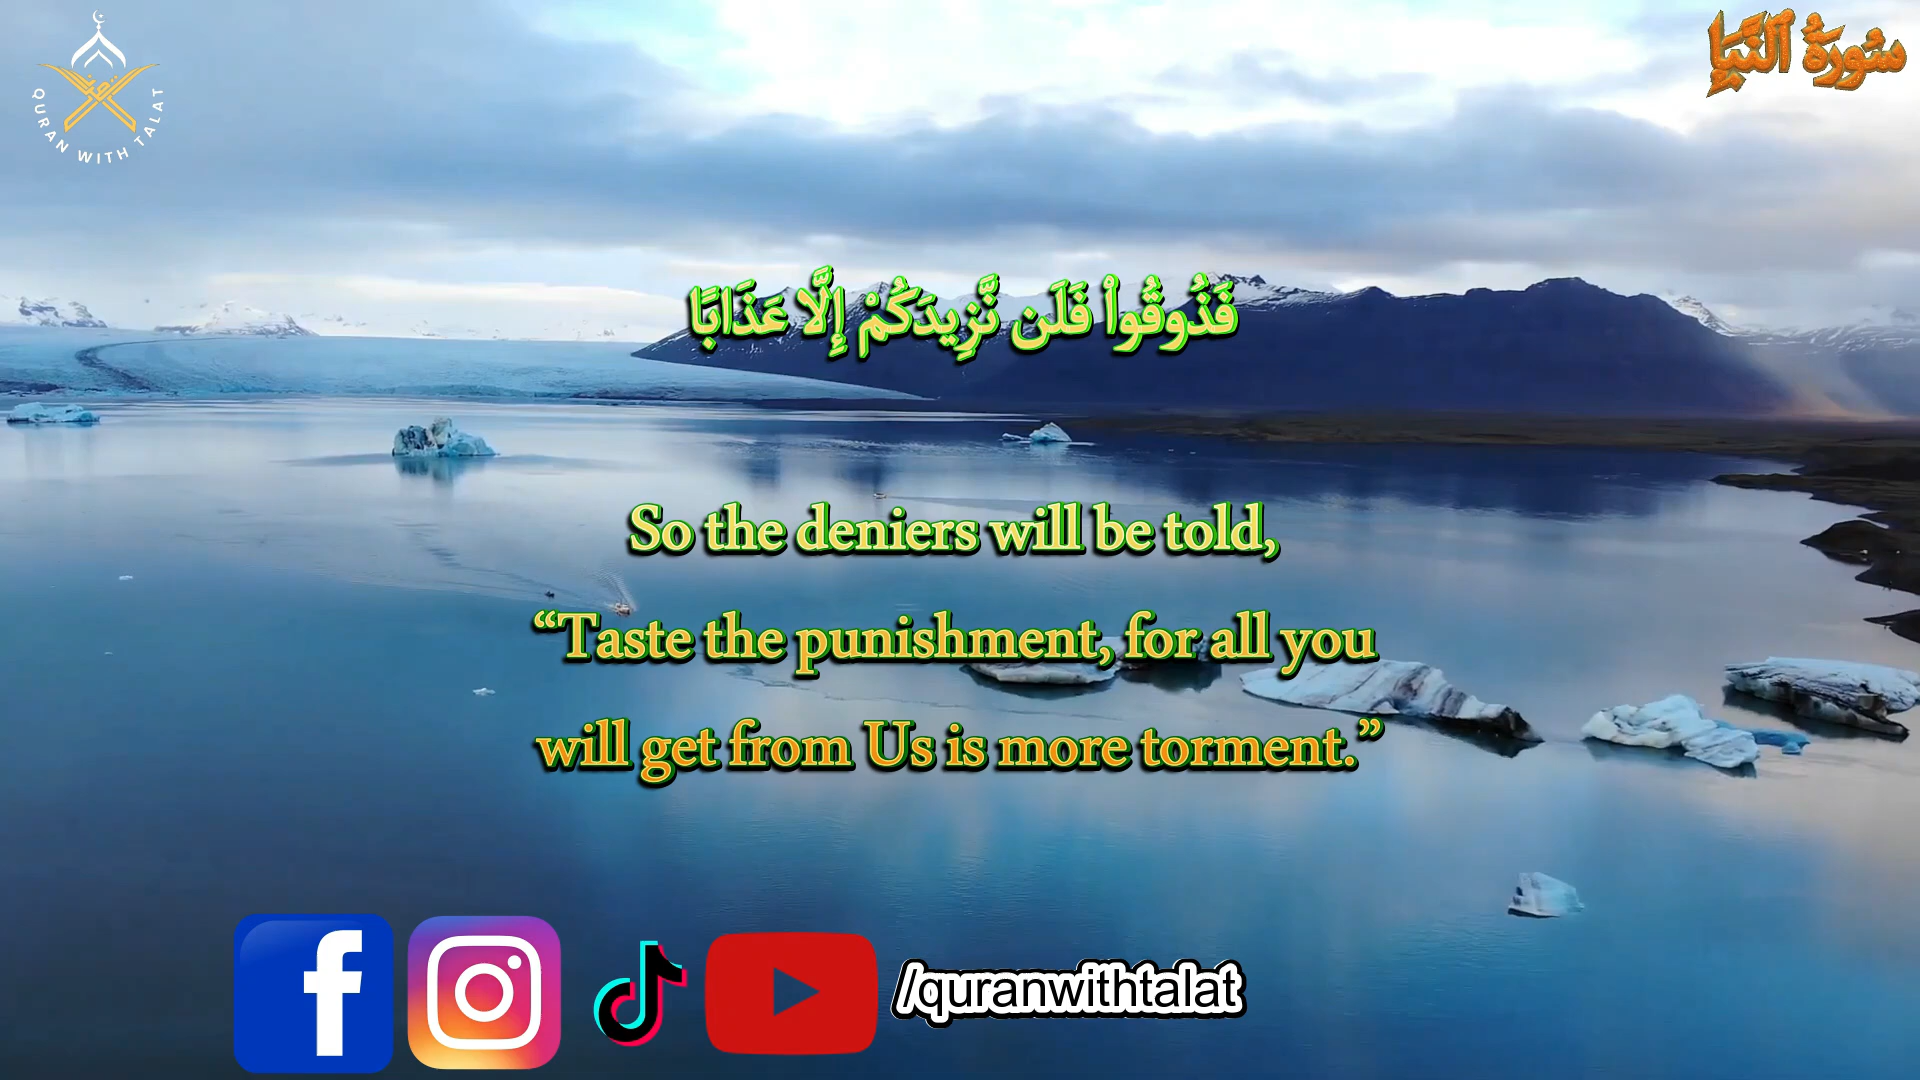 QURAN WITH TALAT
سُورَةُ النَّبَإِ
فَذُوقُوا۟ فَلَن نَّزِيدَكُمْ إِلَّا عَذَابًا
So the deniers will be told,
“Taste the punishment, for all you
will get from Us is more torment.”
/quranwithtalat